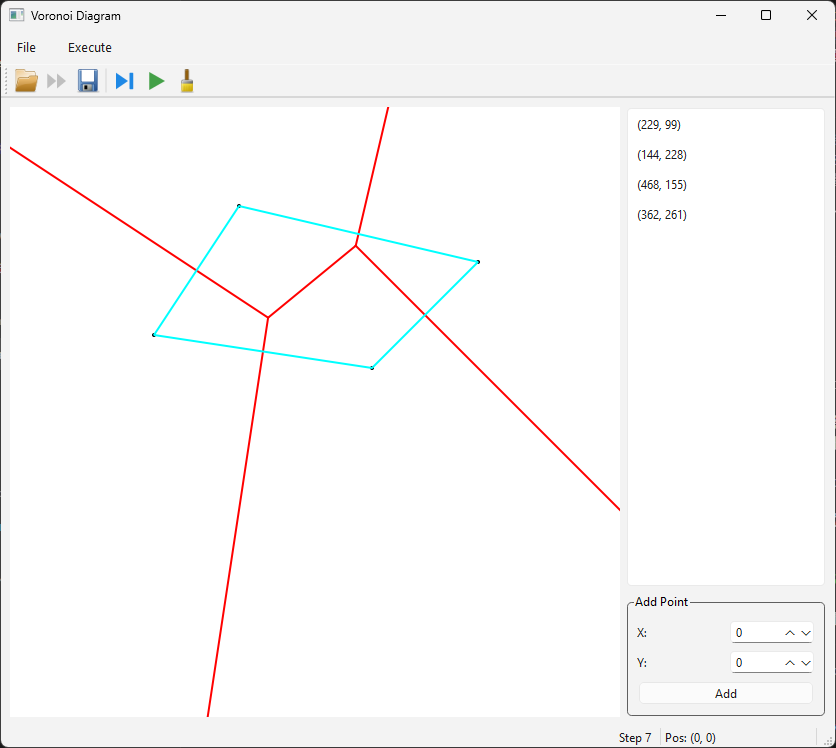 Voronoi Diagram
File Execute
(229, 99)
(144, 228)
(468, 155)
(362, 261)
Add Point
X: 0
Y: 0
Add
Step 7 Pos: (0, 0)